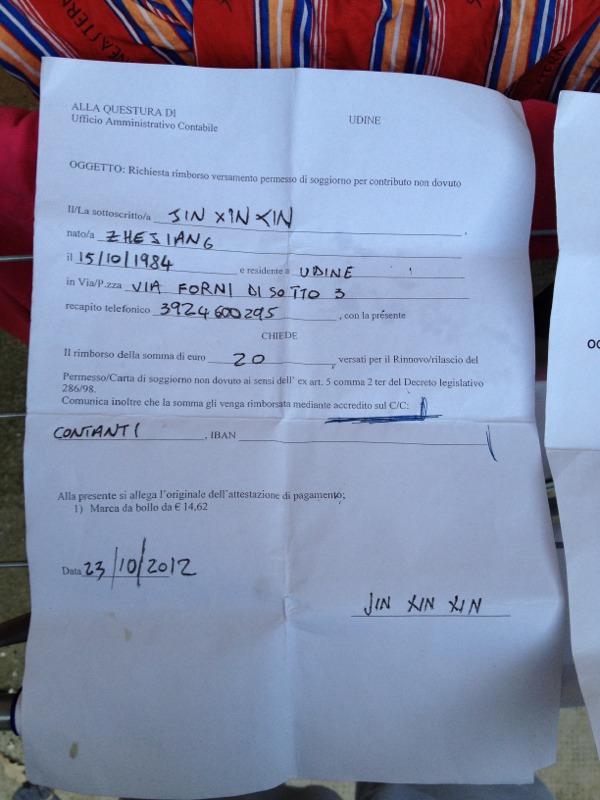 EASTERN
EASTERN
ALLA QUESTURA DI
Ufficio Amministrativo Contabile
UDINE
OGGETTO: Richiesta rimborso versamento permesso di soggiorno per contributo non dovuto
Il/La sottoscritto/a JIN XIN XIN ,
nato/a ZHEJIANG
il 15/10/1984 e residente a UDINE
in Via/P.zza VIA FORNI DI SOTTO 3
recapito telefonico 3924600295 , con la présente
CHIEDE
Il rimborso della somma di euro 20 , versati per il Rinnovo/rilascio del
Permesso/Carta di soggiorno non dovuto ai sensi dell' ex art. 5 comma 2 ter del Decreto legislativo
286/98.
Comunica inoltre che la somma gli venga rimborsata mediante accredito sul C/C:
CONTANTI , IBAN
Alla presente si allega l'originale dell'attestazione di pagamento;
1) Marca da bollo da € 14,62
Data 23/10/2012
JIN XIN XIN